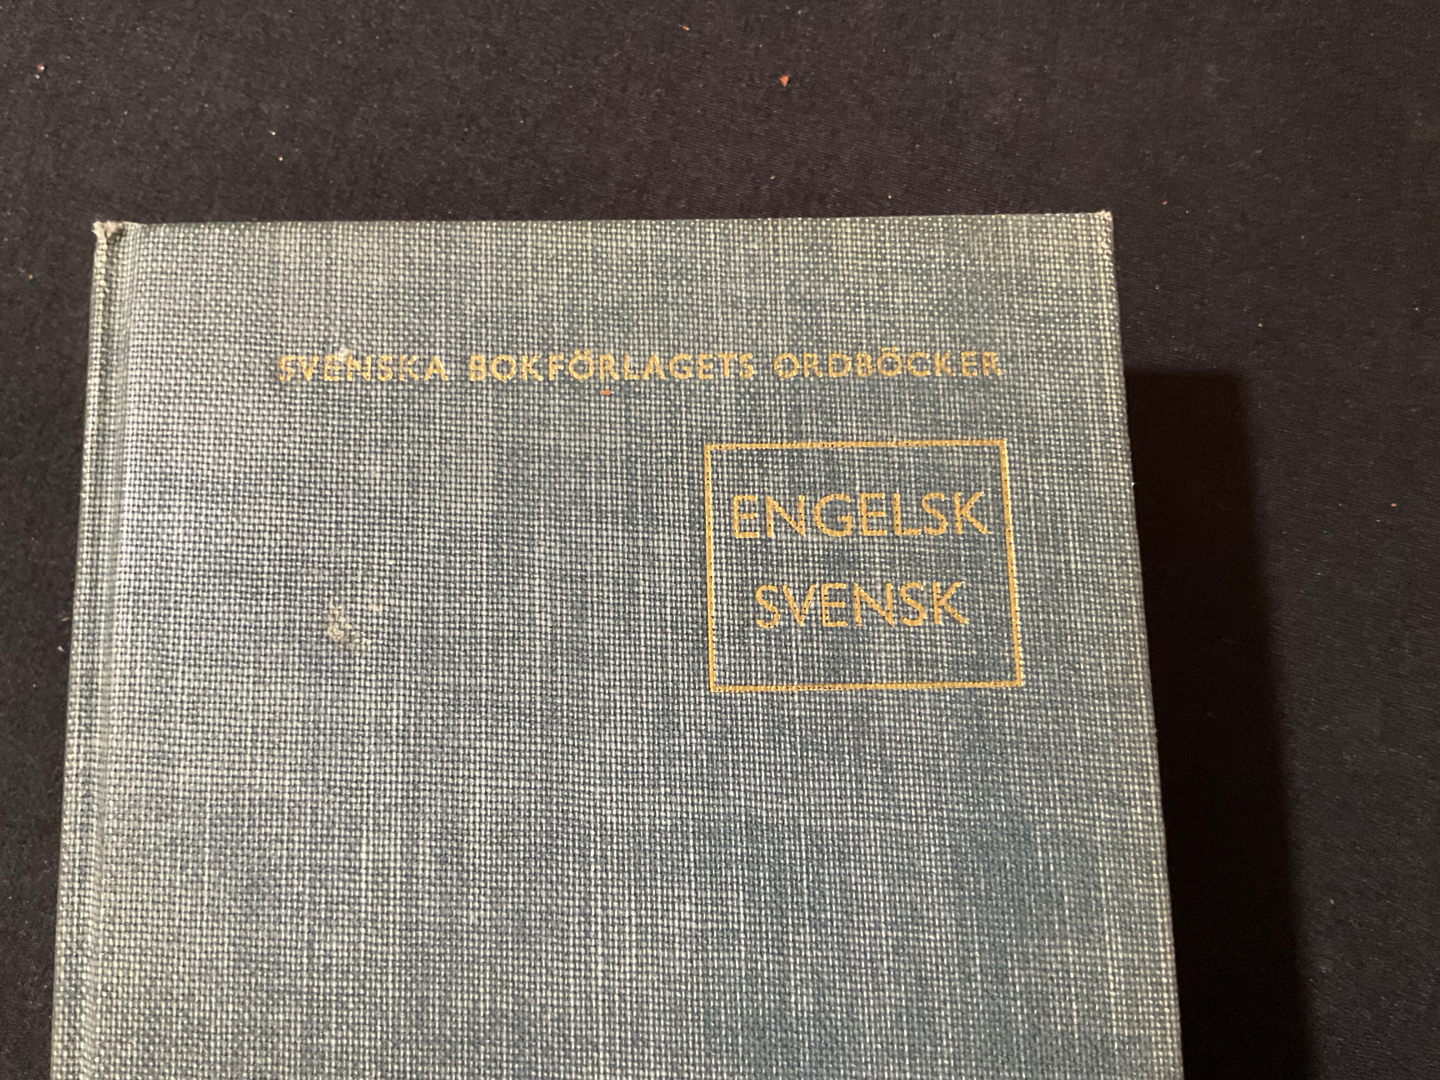 SVENSKA BOKFÖRLAGETS ORDBÖCKER
ENGELSK
SVENSK